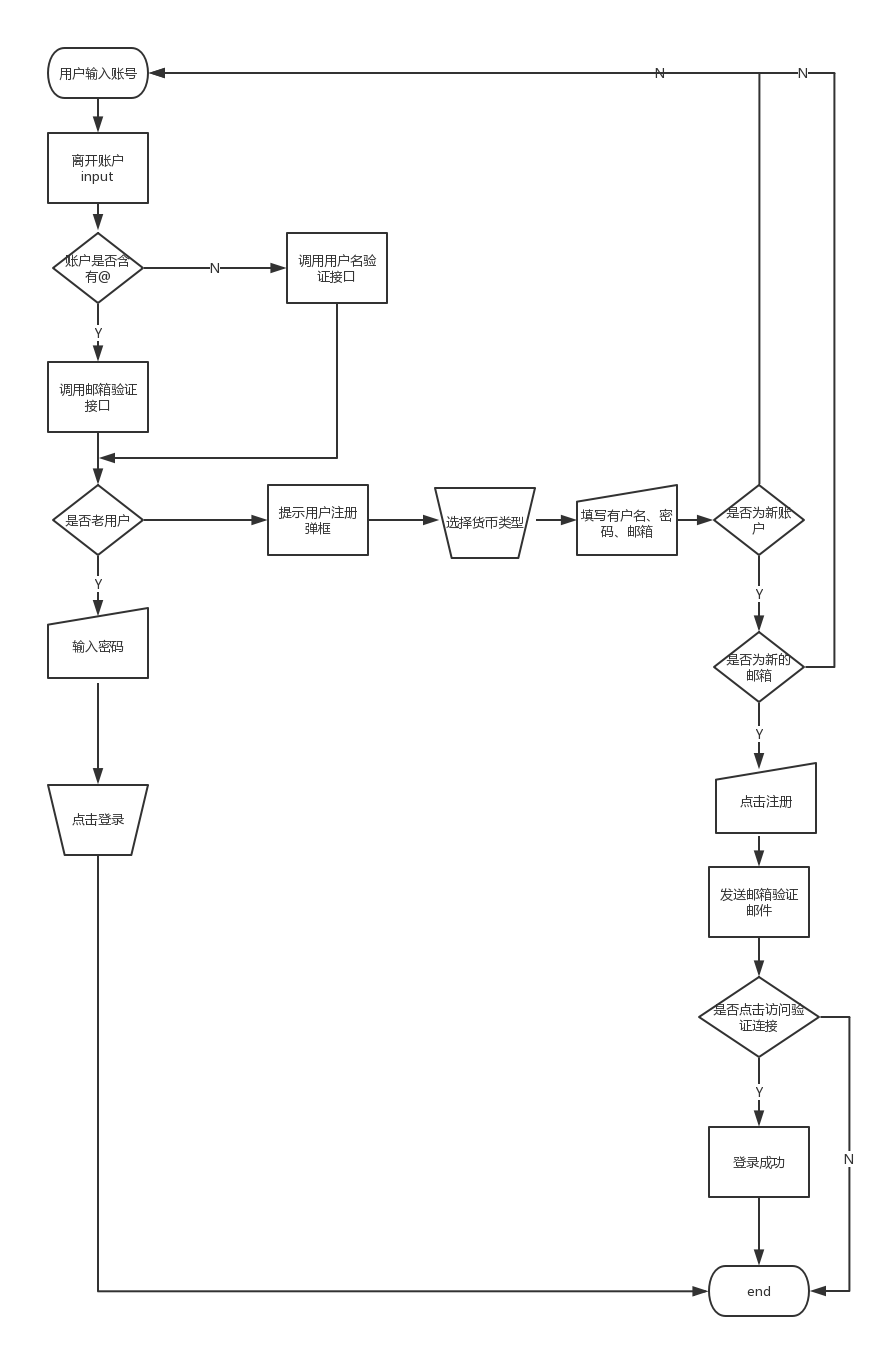 用户输入账号
N
N
离开账户
input
账户是否含
有@
N
调用用户名验
证接口
Y
调用邮箱验证
接口
是否老用户
提示用户注册
弹框
选择货币类型
填写有户名、密
码、邮箱
是否为新账
户
Y
Y
输入密码
是否为新的
邮箱
Y
点击登录
点击注册
发送邮箱验证
邮件
是否点击访问验
证连接
Y
N
登录成功
end